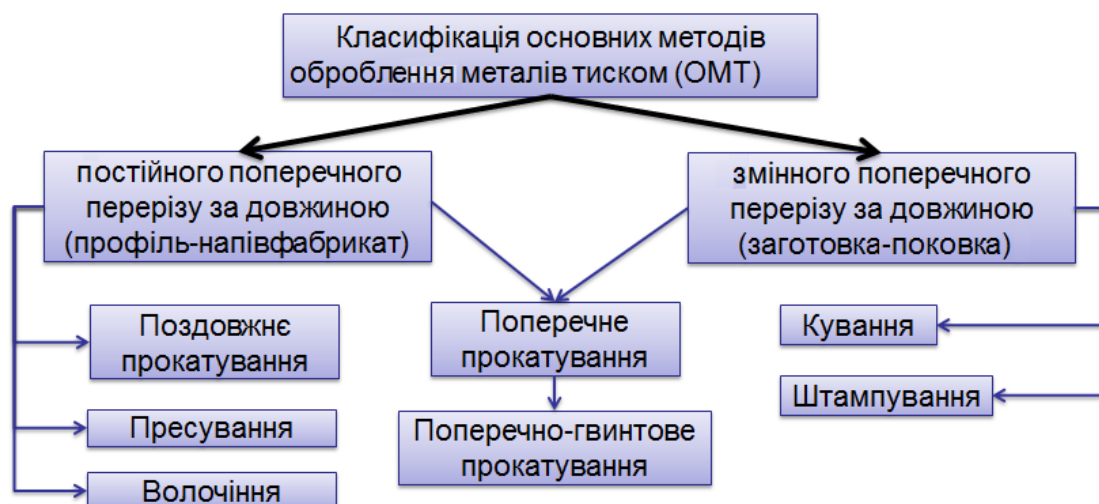 Класифікація основних методів
оброблення металів тиском (ОМТ)
постійного поперечного
перерізу за довжиною
(профіль-напівфабрикат)
змінного поперечного
перерізу за довжиною
(заготовка-поковка)
Поздовжнє
прокатування
Поперечне
прокатування
Кування
Штампування
Пресування
Поперечно-гвинтове
прокатування
Волочіння